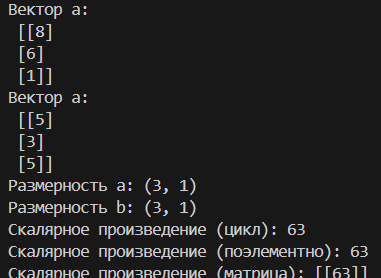 Вектор a:
[[8]
[6]
[1]]
Вектор a:
[[5]
[3]
[5]]
Размерность a: (3, 1)
Размерность b: (3, 1)
Скалярное произведение (цикл): 63
Скалярное произведение (поэлементно): 63
Скалярное произведение (матрица): [[63]]